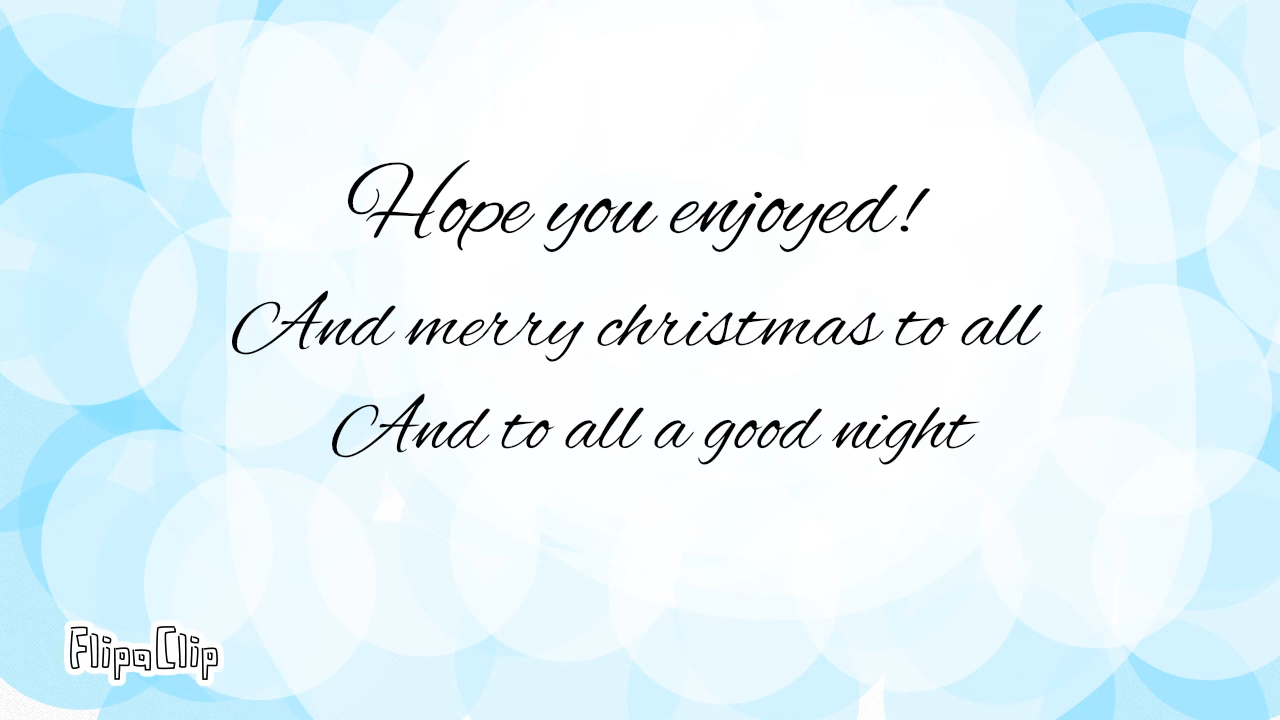 Hope you enjoyed!
And merry christmas to all
And to all a good night
FlipaClip